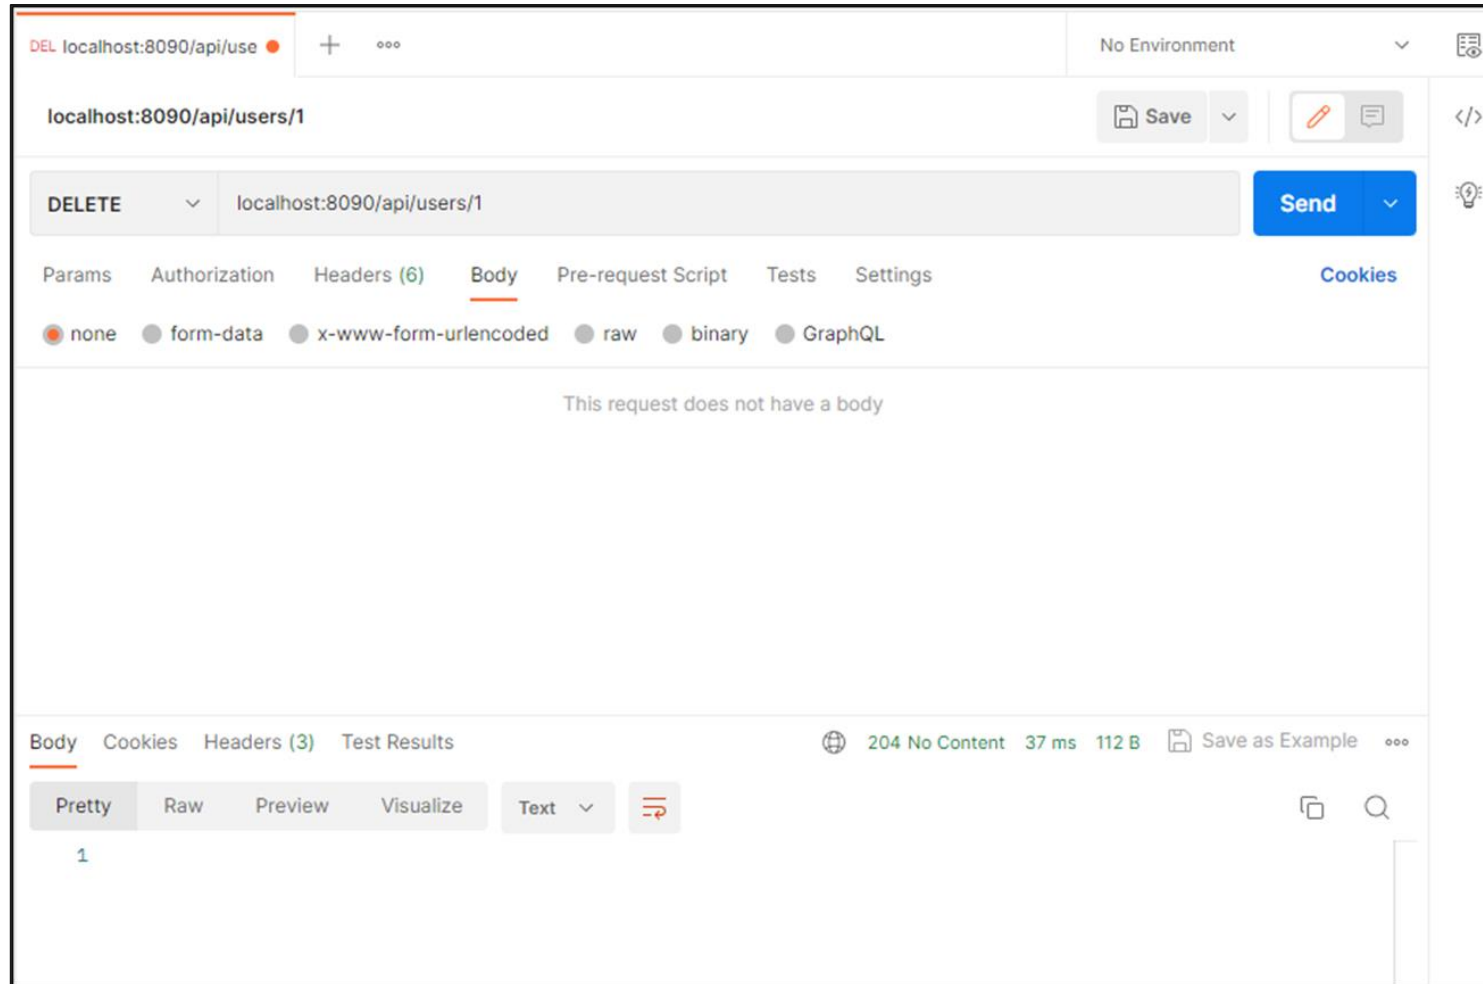 DEL localhost:8090/api/use
No Environment
localhost:8090/api/users/1
Save
</>
DELETE localhost:8090/api/users/1 Send
Params Authorization Headers (6) Body Pre-request Script Tests Settings Cookies
none form-data x-www-form-urlencoded raw binary GraphQL
This request does not have a body
Body Cookies Headers (3) Test Results 204 No Content 37 ms 112 B Save as Example
Pretty Raw Preview Visualize Text
1